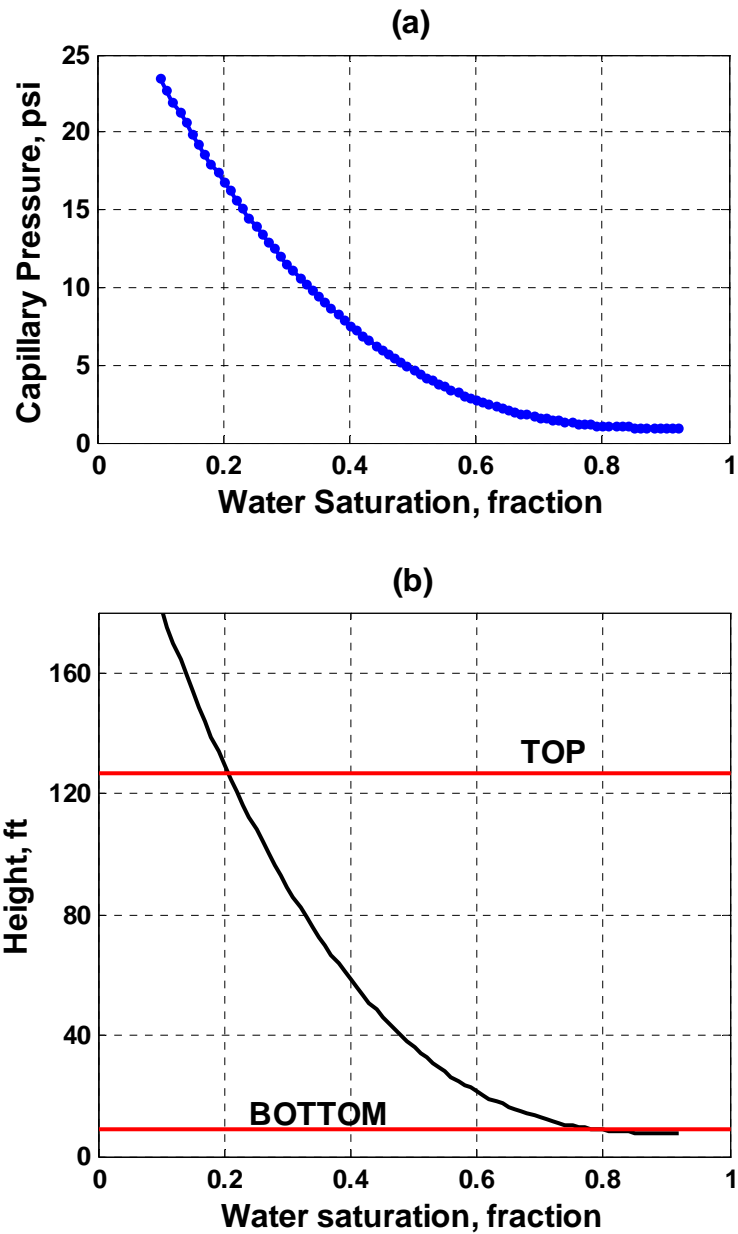 (a)
Capillary Pressure, psi
25
20
15
10
5
0
0 0.2 0.4 0.6 0.8 1
Water Saturation, fraction
(b)
Height, ft
160
120
80
40
0
TOP
BOTTOM
0 0.2 0.4 0.6 0.8 1
Water saturation, fraction